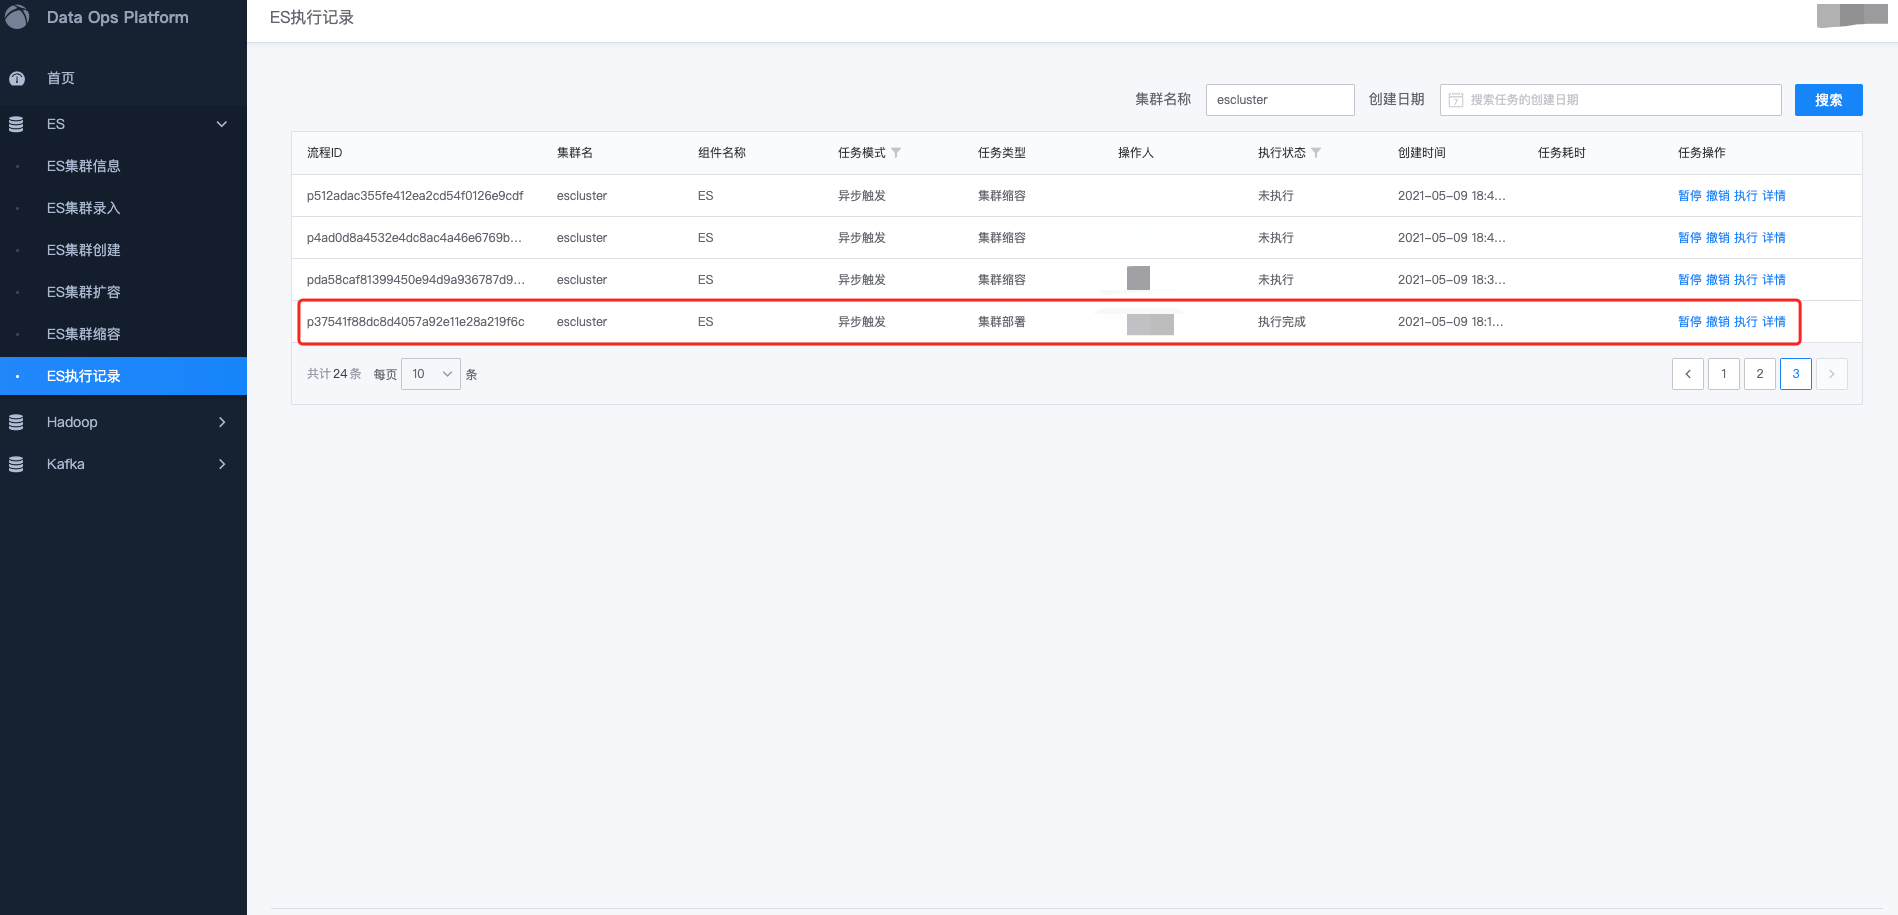 Data Ops Platform
首页
ES
ES集群信息
ES集群录入
ES集群创建
ES集群扩容
ES集群缩容
ES执行记录
Hadoop
Kafka
ES执行记录
集群名称 escluster 创建日期 搜索任务的创建日期 搜索
流程ID 集群名 组件名称 任务模式 任务类型 操作人 执行状态 创建时间 任务耗时 任务操作
p512adac355fe412ea2cd54f0126e9cdf escluster ES 异步触发 集群缩容 未执行 2021-05-09 18:4... 暂停 撤销 执行 详情
p4ad0d8a4532e4dc8ac4a46e6769b... escluster ES 异步触发 集群缩容 未执行 2021-05-09 18:4... 暂停 撤销 执行 详情
pda58caf81399450e94d9a936787d9... escluster ES 异步触发 集群缩容 未执行 2021-05-09 18:3... 暂停 撤销 执行 详情
p37541f88dc8d4057a92e11e28a219f6c escluster ES 异步触发 集群部署 执行完成 2021-05-09 18:1... 暂停 撤销 执行 详情
共计 24 条 每页 10 条 1 2 3